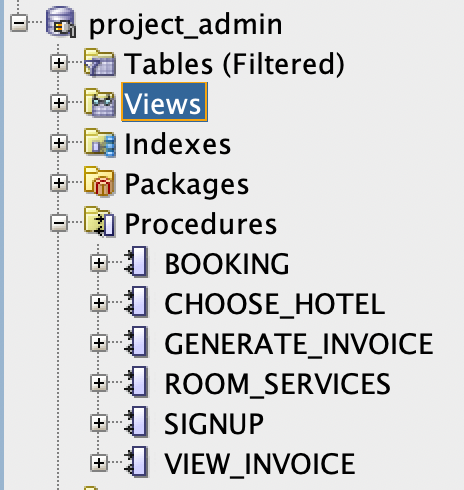 project_admin
Tables (Filtered)
Views
Indexes
Packages
Procedures
BOOKING
CHOOSE_HOTEL
GENERATE_INVOICE
ROOM_SERVICES
SIGNUP
VIEW_INVOICE